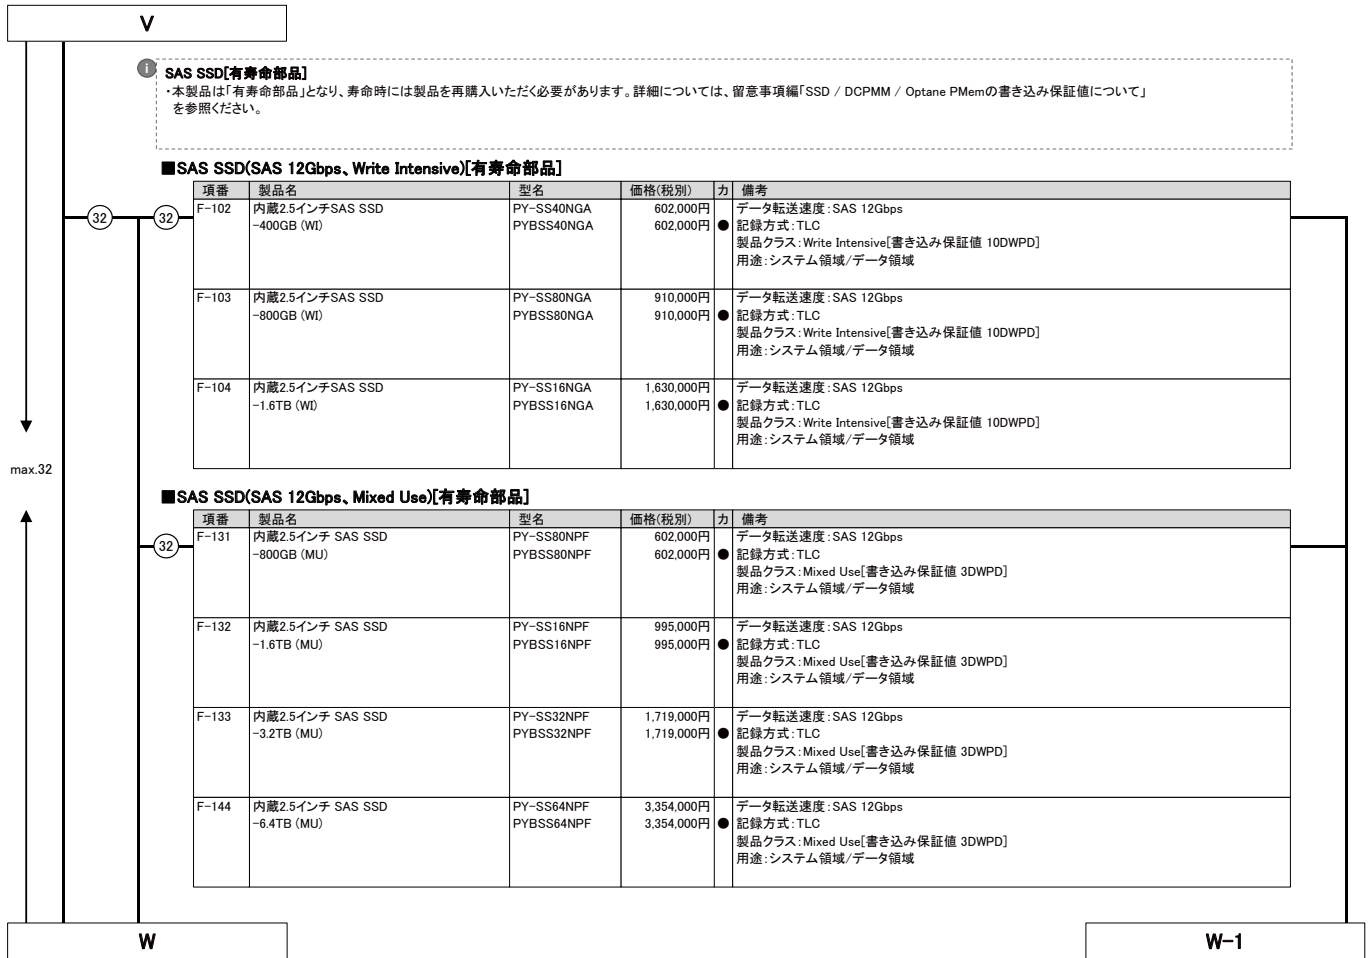 V
i
SAS SSD[有寿命部品]
・本製品は「有寿命部品」となり、寿命時には製品を再購入いただく必要があります。詳細については、留意事項編「SSD / DCPMM / Optane PMemの書き込み保証値について」
を参照ください。
■SAS SSD(SAS 12Gbps、Write Intensive)[有寿命部品]
項番 製品名 型名 価格(税別) カ 備考
32 32 F-102 内蔵2.5インチSAS SSD PY-SS40NGA 602,000円 データ転送速度:SAS 12Gbps
-400GB (WI) PYBSS40NGA 602,000円 ● 記録方式:TLC
製品クラス:Write Intensive[書き込み保証値 10DWPD]
用途:システム領域/データ領域
F-103 内蔵2.5インチSAS SSD PY-SS80NGA 910,000円 データ転送速度:SAS 12Gbps
-800GB (WI) PYBSS80NGA 910,000円 ● 記録方式:TLC
製品クラス:Write Intensive[書き込み保証値 10DWPD]
用途:システム領域/データ領域
F-104 内蔵2.5インチSAS SSD PY-SS16NGA 1,630,000円 データ転送速度:SAS 12Gbps
-1.6TB (WI) PYBSS16NGA 1,630,000円 ● 記録方式:TLC
製品クラス:Write Intensive[書き込み保証値 10DWPD]
用途:システム領域/データ領域
max.32
■SAS SSD(SAS 12Gbps、Mixed Use)[有寿命部品]
項番 製品名 型名 価格(税別) カ 備考
32 F-131 内蔵2.5インチ SAS SSD PY-SS80NPF 602,000円 データ転送速度:SAS 12Gbps
-800GB (MU) PYBSS80NPF 602,000円 ● 記録方式:TLC
製品クラス:Mixed Use[書き込み保証値 3DWPD]
用途:システム領域/データ領域
F-132 内蔵2.5インチ SAS SSD PY-SS16NPF 995,000円 データ転送速度:SAS 12Gbps
-1.6TB (MU) PYBSS16NPF 995,000円 ● 記録方式:TLC
製品クラス:Mixed Use[書き込み保証値 3DWPD]
用途:システム領域/データ領域
F-133 内蔵2.5インチ SAS SSD PY-SS32NPF 1,719,000円 データ転送速度:SAS 12Gbps
-3.2TB (MU) PYBSS32NPF 1,719,000円 ● 記録方式:TLC
製品クラス:Mixed Use[書き込み保証値 3DWPD]
用途:システム領域/データ領域
F-144 内蔵2.5インチ SAS SSD PY-SS64NPF 3,354,000円 データ転送速度:SAS 12Gbps
-6.4TB (MU) PYBSS64NPF 3,354,000円 ● 記録方式:TLC
製品クラス:Mixed Use[書き込み保証値 3DWPD]
用途:システム領域/データ領域
W W-1